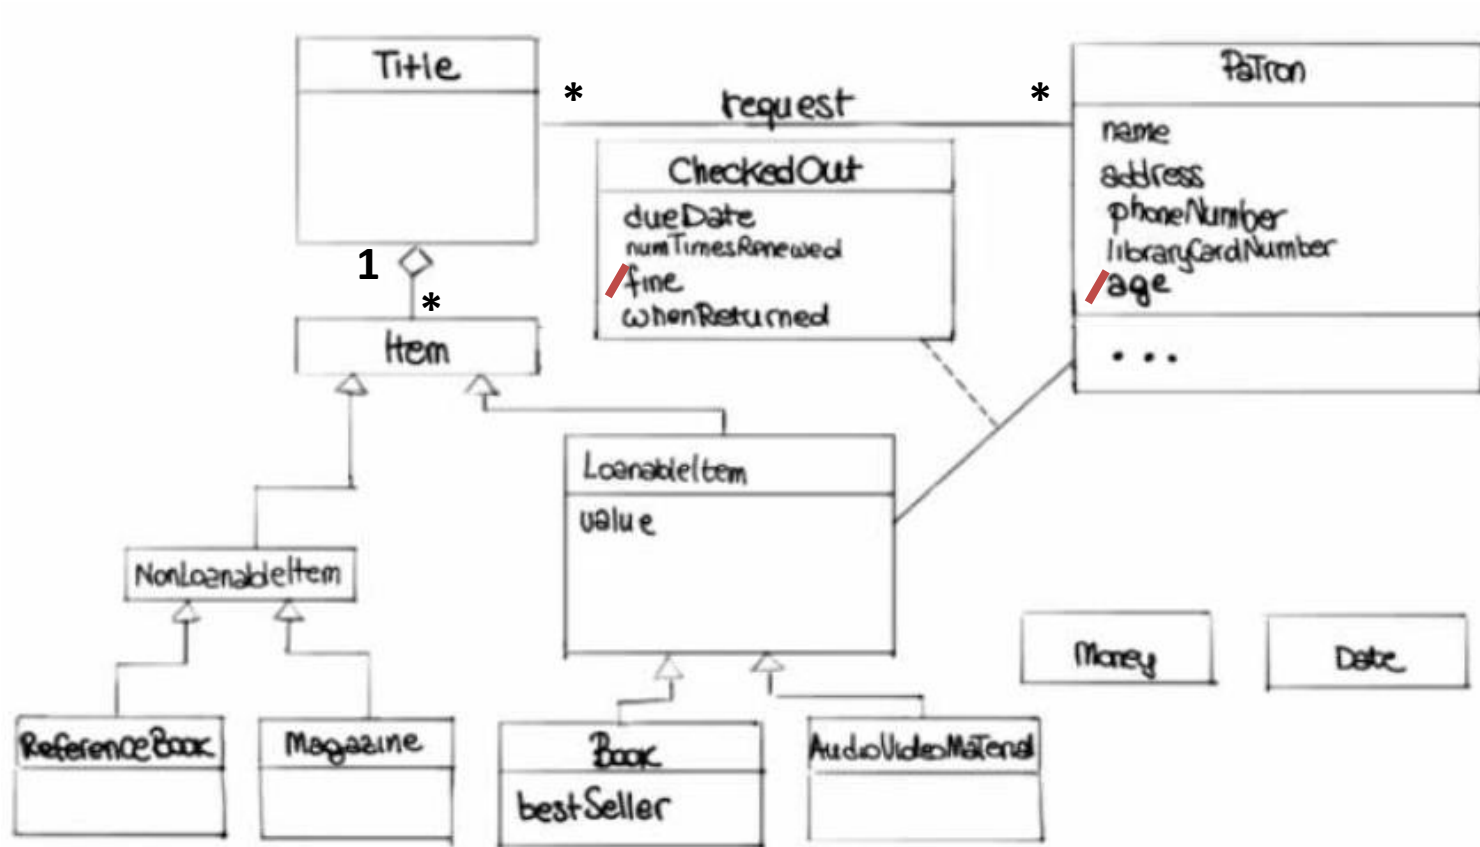 Title
*
request
*
Patron
name
address
phoneNumber
libraryCardNumber
/age
...
CheckedOut
dueDate
numTimesRenewed
/fine
whenReturned
1
*
Item
LoanableItem
value
NonLoanableItem
Money
Date
ReferenceBook
Magazine
Book
bestSeller
AudioVideoMaterial